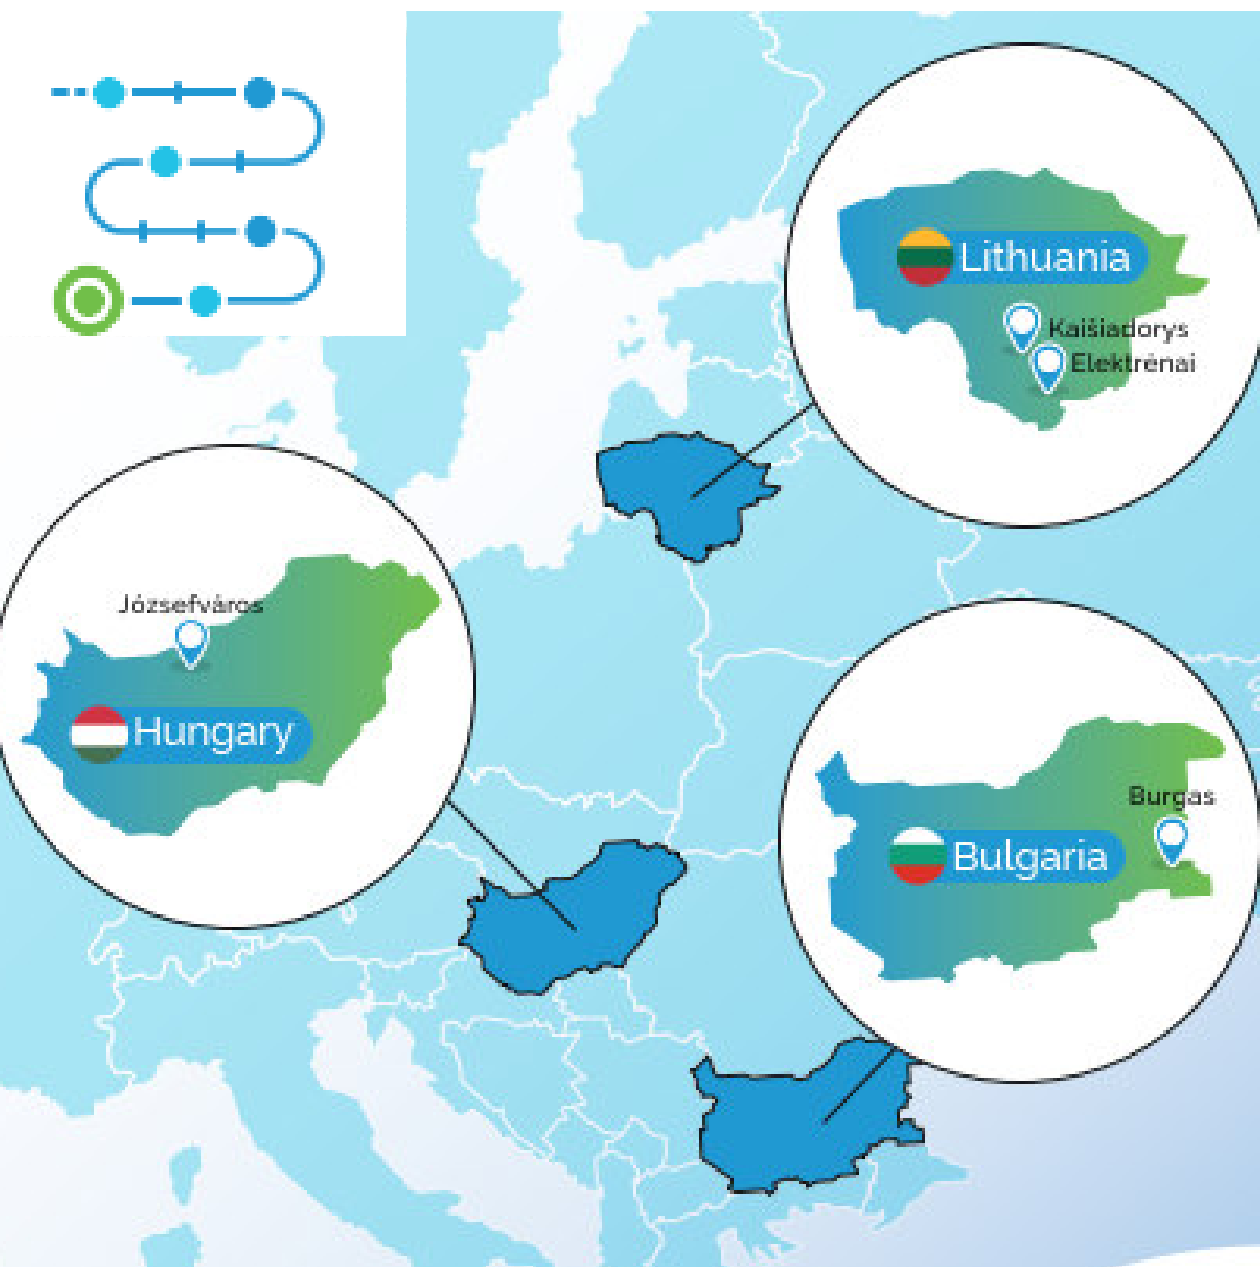 Lithuania
Kaišiadorys
Elektrėnai
Józsefváros
Hungary
Burgas
Bulgaria